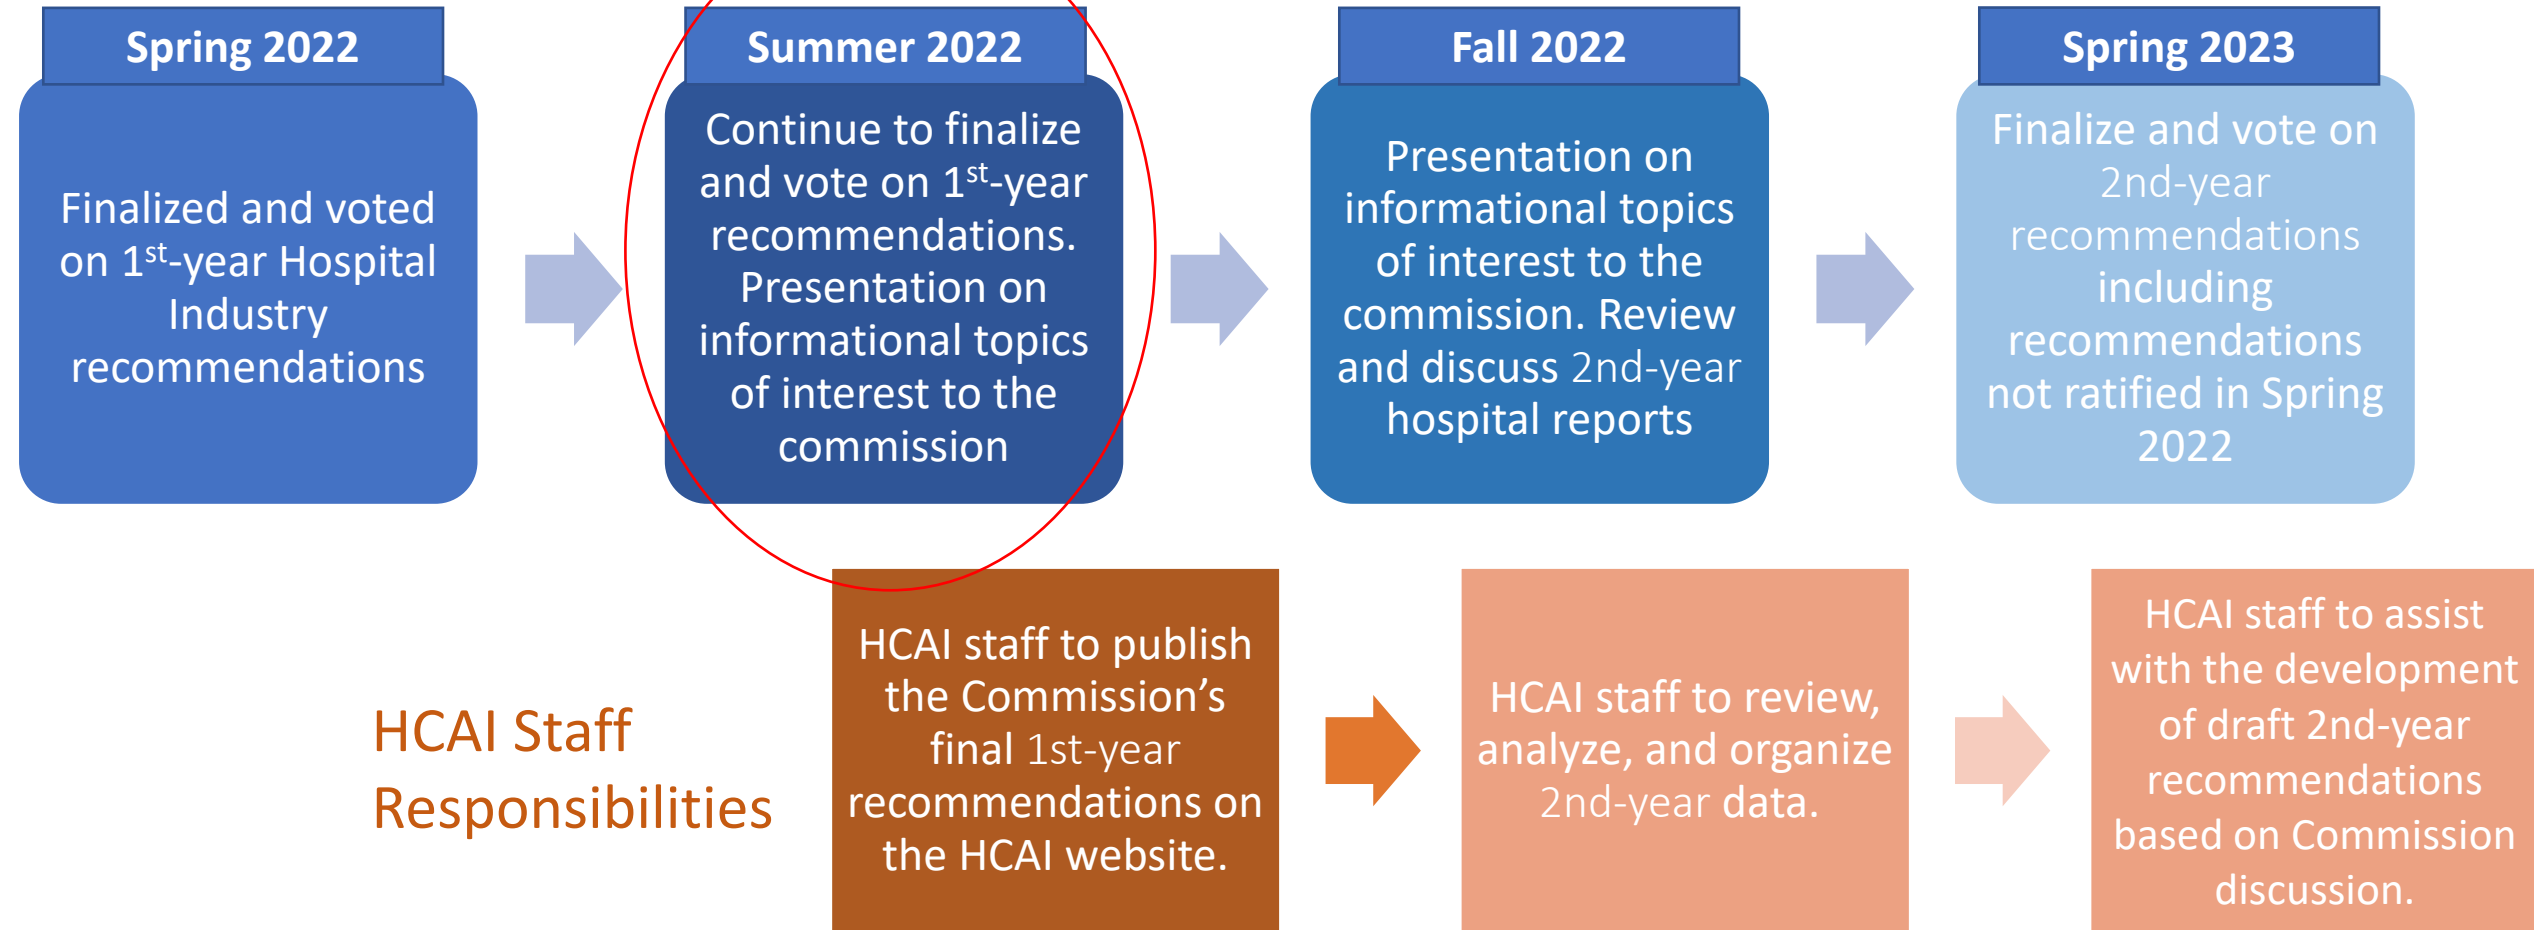 Spring 2022
Finalized and voted
on 1st-year Hospital
Industry
recommendations
Summer 2022
Continue to finalize
and vote on 1st-year
recommendations.
Presentation on
informational topics
of interest to the
commission
Fall 2022
Presentation on
informational topics
of interest to the
commission. Review
and discuss 2nd-year
hospital reports
Spring 2023
Finalize and vote on
2nd-year
recommendations
including
recommendations
not ratified in Spring
2022
HCAI Staff
Responsibilities
HCAI staff to publish
the Commission’s
final 1st-year
recommendations on
the HCAI website.
HCAI staff to review,
analyze, and organize
2nd-year data.
HCAI staff to assist
with the development
of draft 2nd-year
recommendations
based on Commission
discussion.